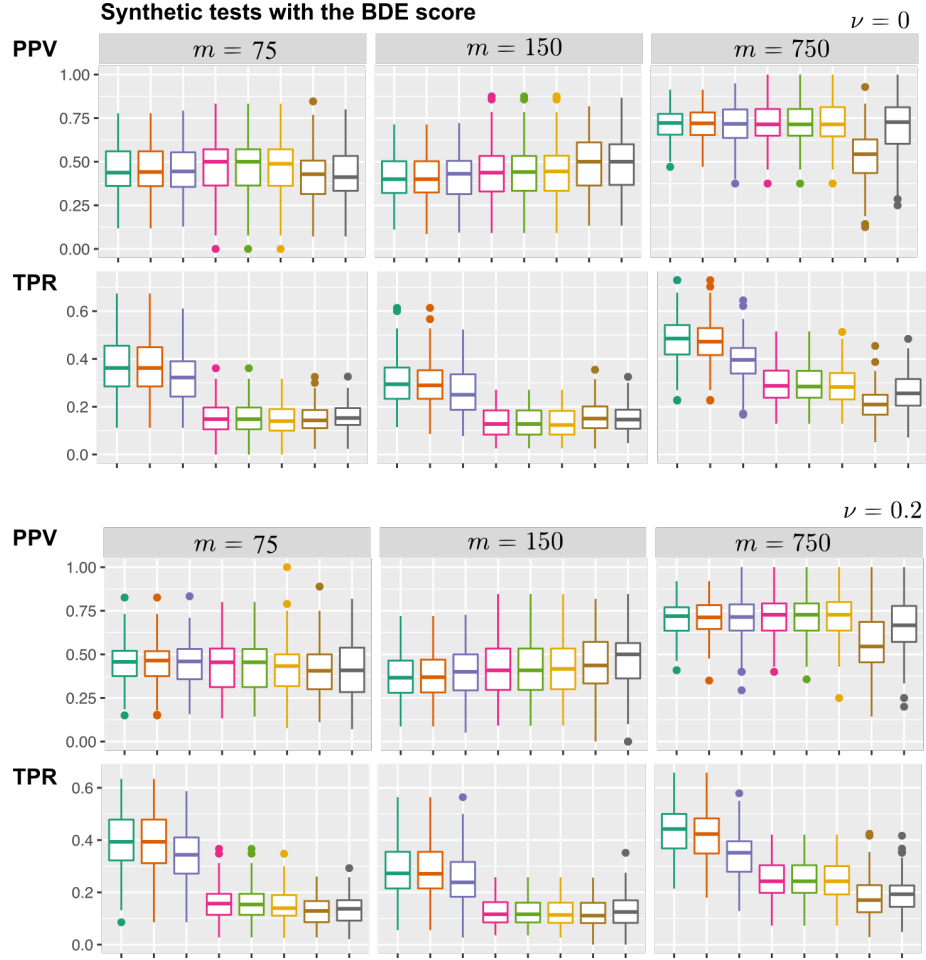 Synthetic tests with the BDE score
ν = 0
PPV
m = 75
m = 150
m = 750
1.00
0.75
0.50
0.25
0.00
TPR
0.6
0.4
0.2
0.0
ν = 0.2
PPV
m = 75
m = 150
m = 750
1.00
0.75
0.50
0.25
0.00
TPR
0.6
0.4
0.2
0.0